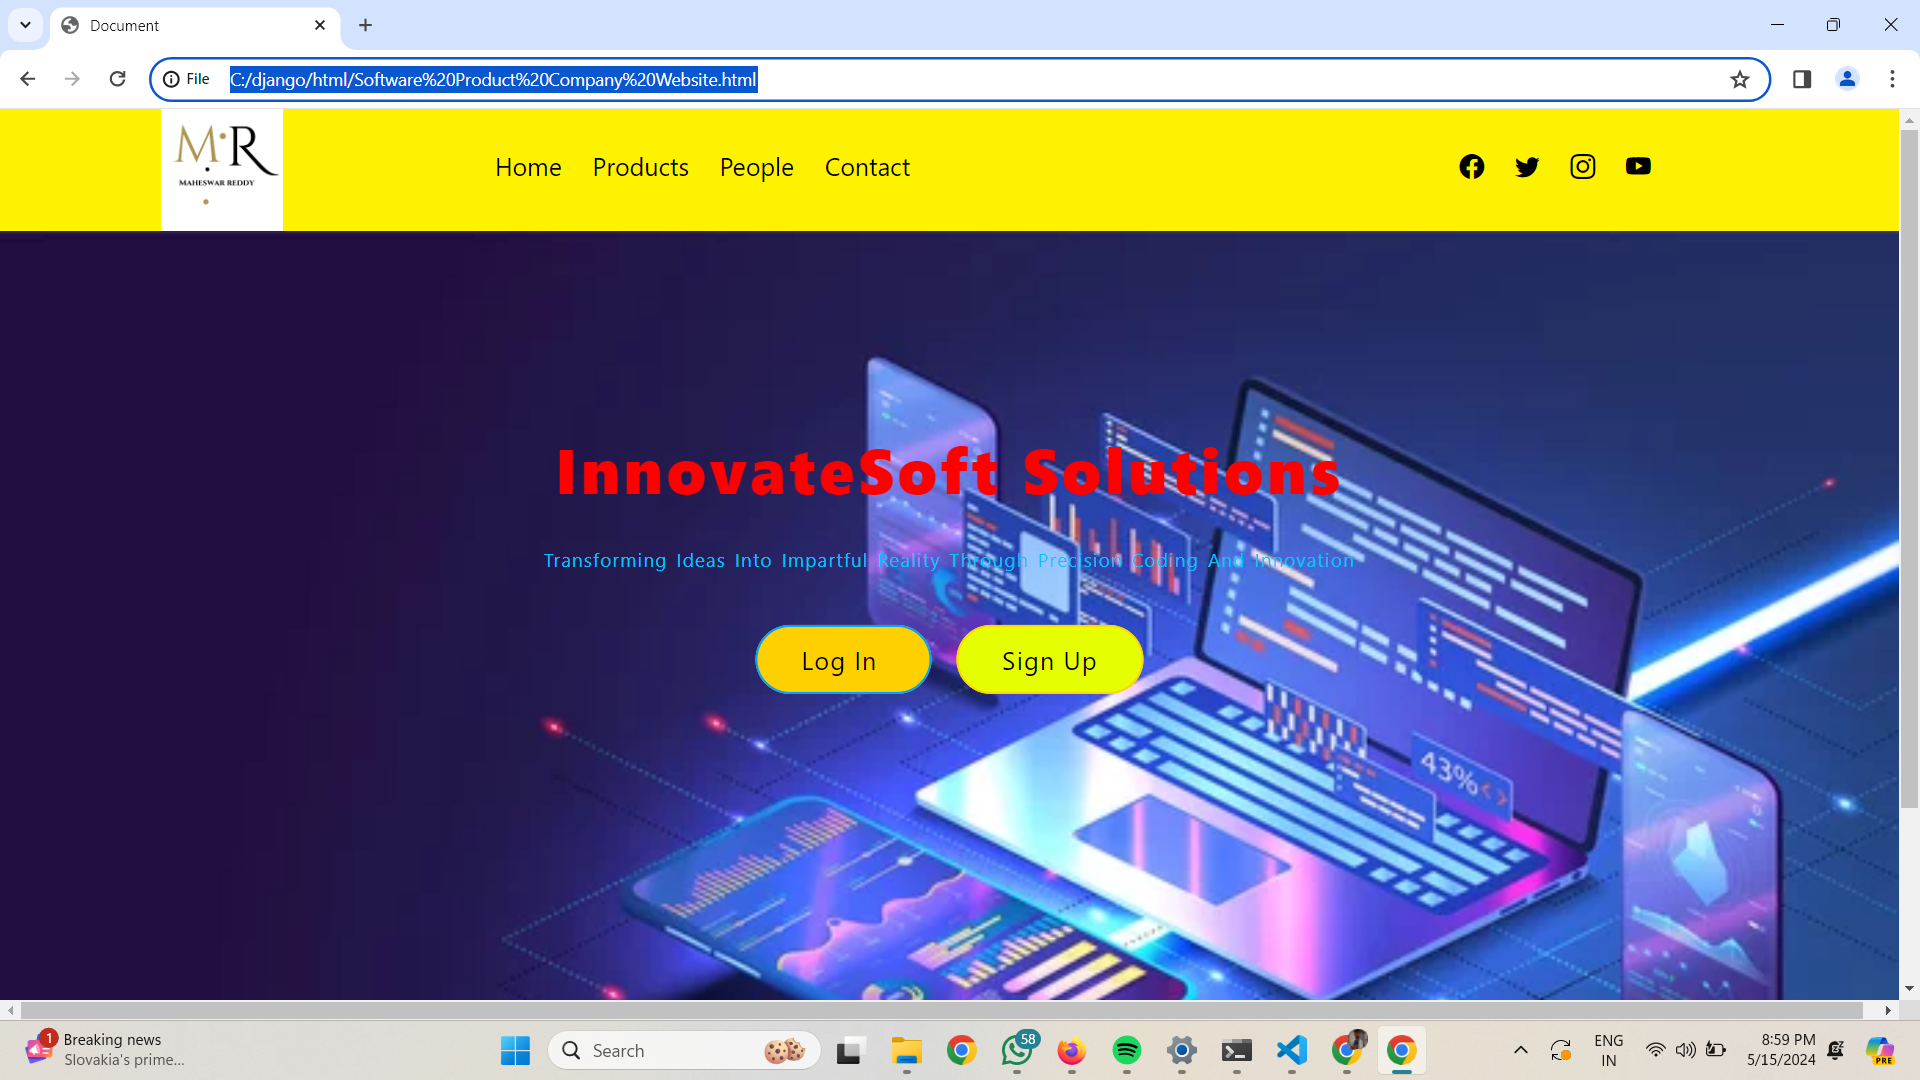 Document
File C:/django/html/Software%20Product%20Company%20Website.html
M R
MAHESWAR REDDY
Home Products People Contact
InnovateSoft Solutions
Transforming Ideas Into Impartful Reality Through Precision Coding And Innovation
Log In Sign Up
43%< >
1
Breaking news
Slovakia's prime...
Search
58
ENG
IN
8:59 PM
5/15/2024
PRE